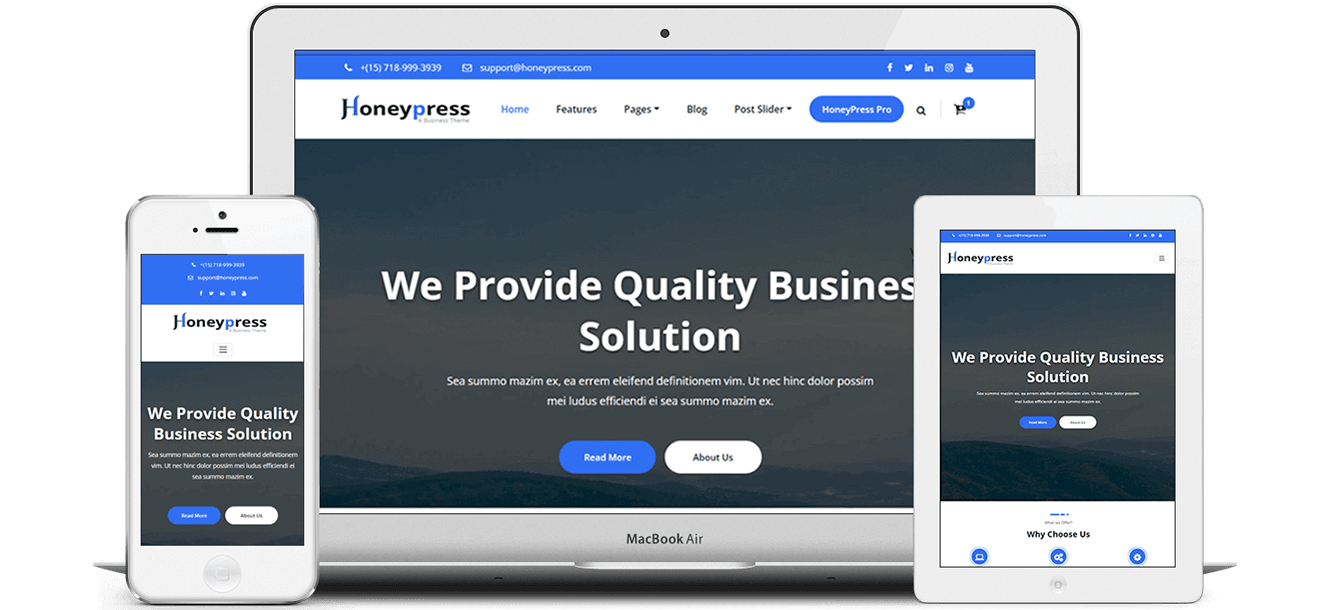 +(15) 718-999-3939 support@honeypress.com
Honeypress
A Business Theme
Home Features Pages Blog Post Slider HoneyPress Pro 1
We Provide Quality Busines
Solution
Sea summo mazim ex, ea errem eleifend definitionem vim. Ut nec hinc dolor possim
mei ludus efficiendi ei sea summo mazim ex.
Read More About Us
MacBook Air
+(15) 718-999-3939
support@honeypress.com
Honeypress
A Business Theme
We Provide Quality
Business Solution
Sea summo mazim ex, ea errem eleifend definitionem
vim. Ut nec hinc dolor possim mei ludus efficiendi ei
sea summo mazim ex.
Read More About Us
+(15) 718-999-3939 support@honeypress.com
Honeypress
A Business Theme
We Provide Quality Business
Solution
Sea summo mazim ex, ea errem eleifend definitionem vim. Ut nec hinc dolor possim
mei ludus efficiendi ei sea summo mazim ex.
Read More About Us
What we Offer?
Why Choose Us